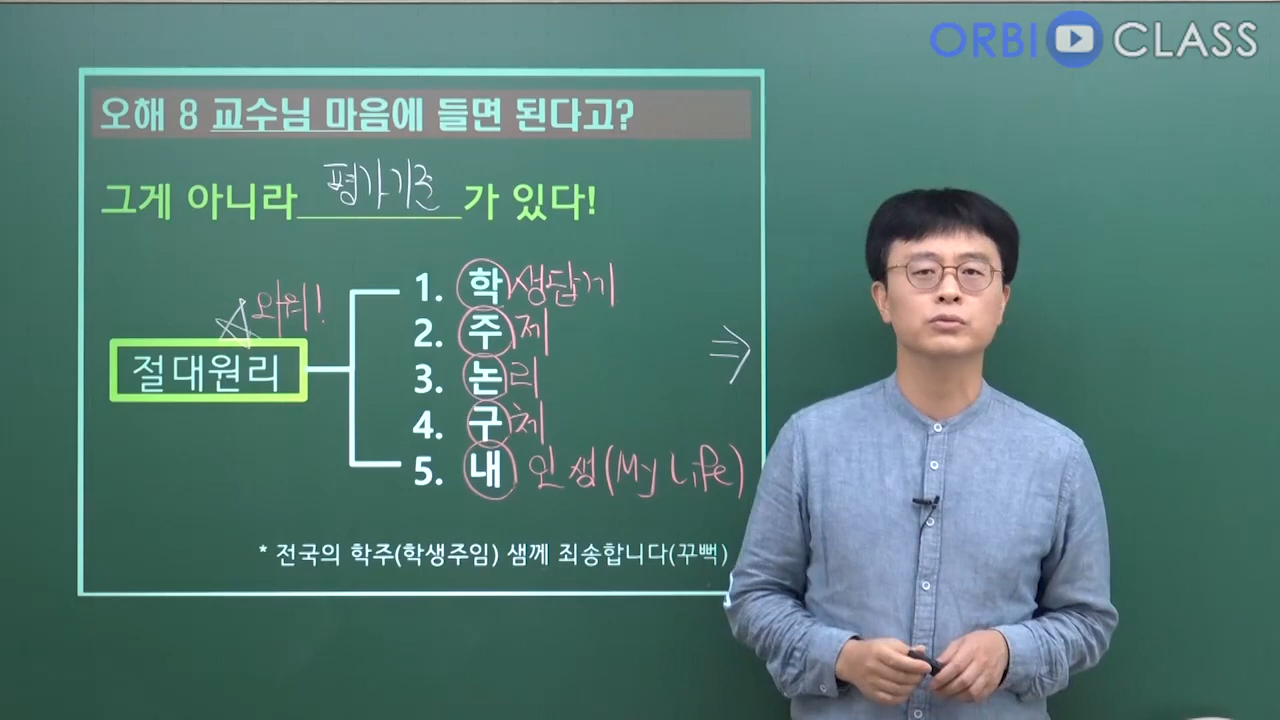 ORBI CLASS
오해 8 교수님 마음에 들면 된다고?
그게 아니라 평가기준 가 있다!
외워!
절대원리
1. 학생답게
2. 주제
3. 논리
4. 구체
5. 내 인생(My Life)
* 전국의 학주(학생주임) 샘께 죄송합니다(꾸뻑)